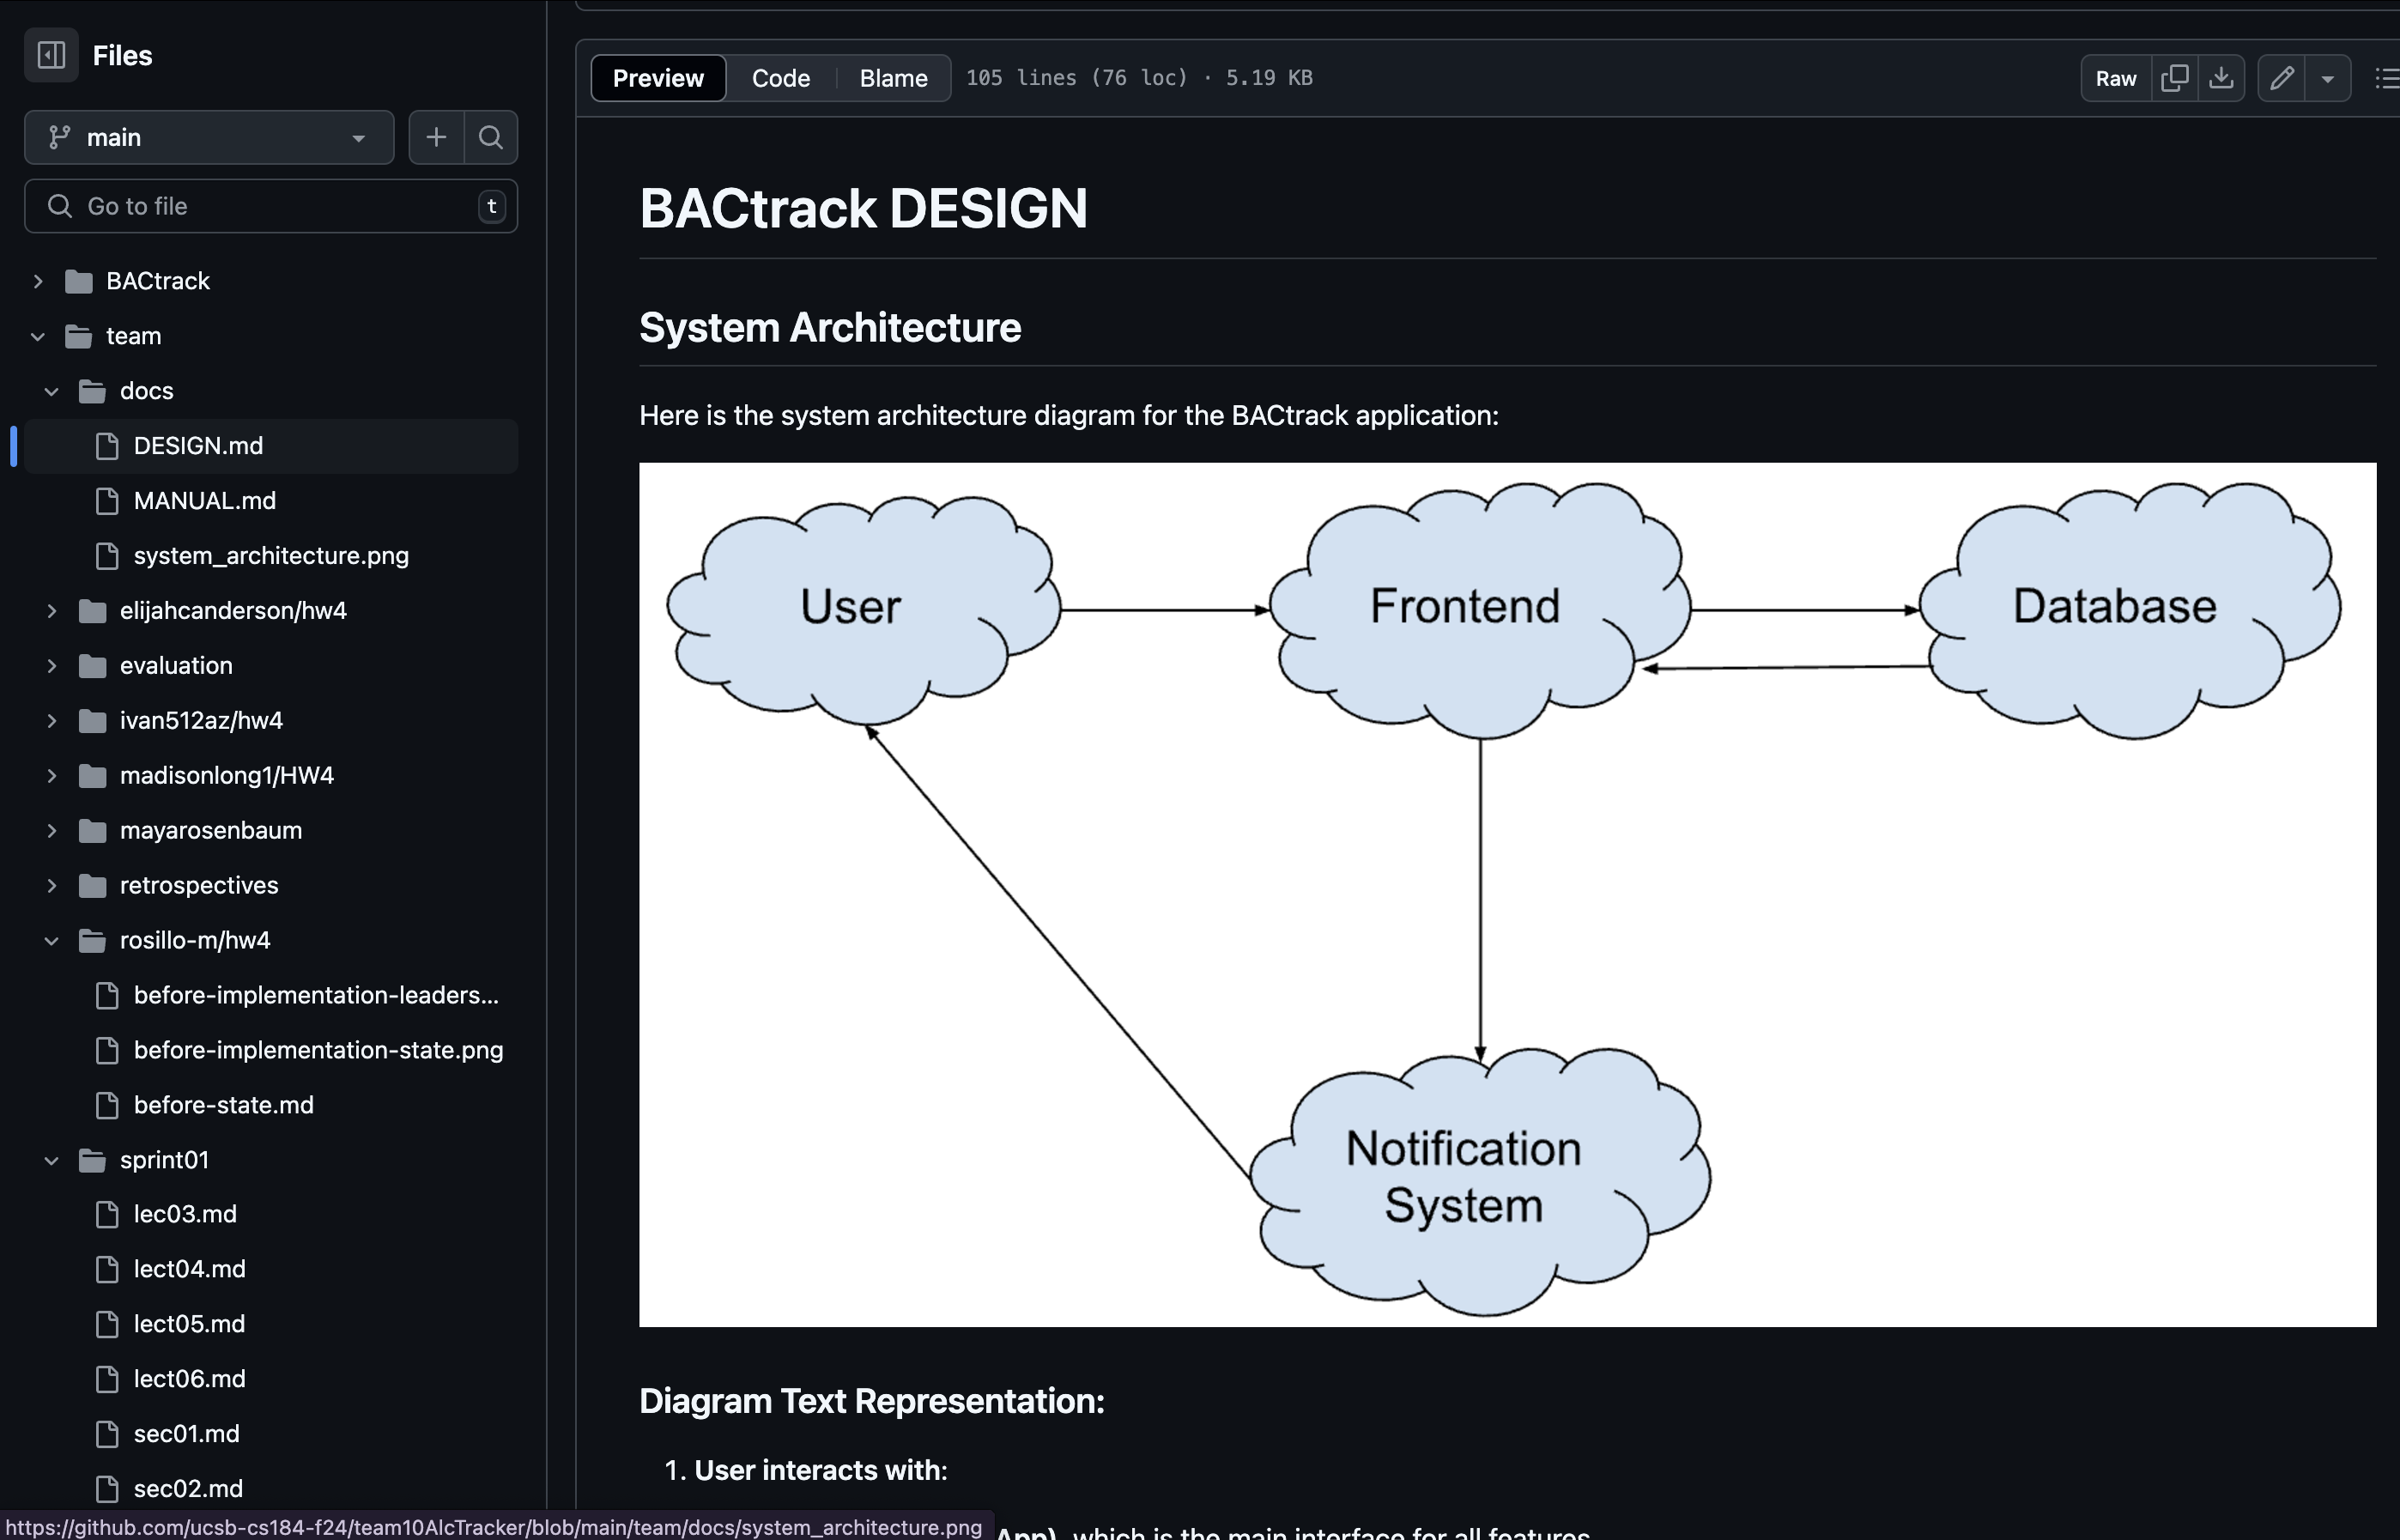 Files
main
Go to file
t
BACtrack
team
docs
DESIGN.md
MANUAL.md
system_architecture.png
elijahcanderson/hw4
evaluation
ivan512az/hw4
madisonlong1/HW4
mayarosenbaum
retrospectives
rosillo-m/hw4
before-implementation-leaders...
before-implementation-state.png
before-state.md
sprint01
lec03.md
lect04.md
lect05.md
lect06.md
sec01.md
sec02.md
https://github.com/ucsb-cs184-f24/team10AlcTracker/blob/main/team/docs/system_architecture.png
Preview Code Blame 105 lines (76 loc) · 5.19 KB Raw
BACtrack DESIGN
System Architecture
Here is the system architecture diagram for the BACtrack application:
User
Frontend
Database
Notification
System
Diagram Text Representation:
1. User interacts with:
App), which is the main interface for all features